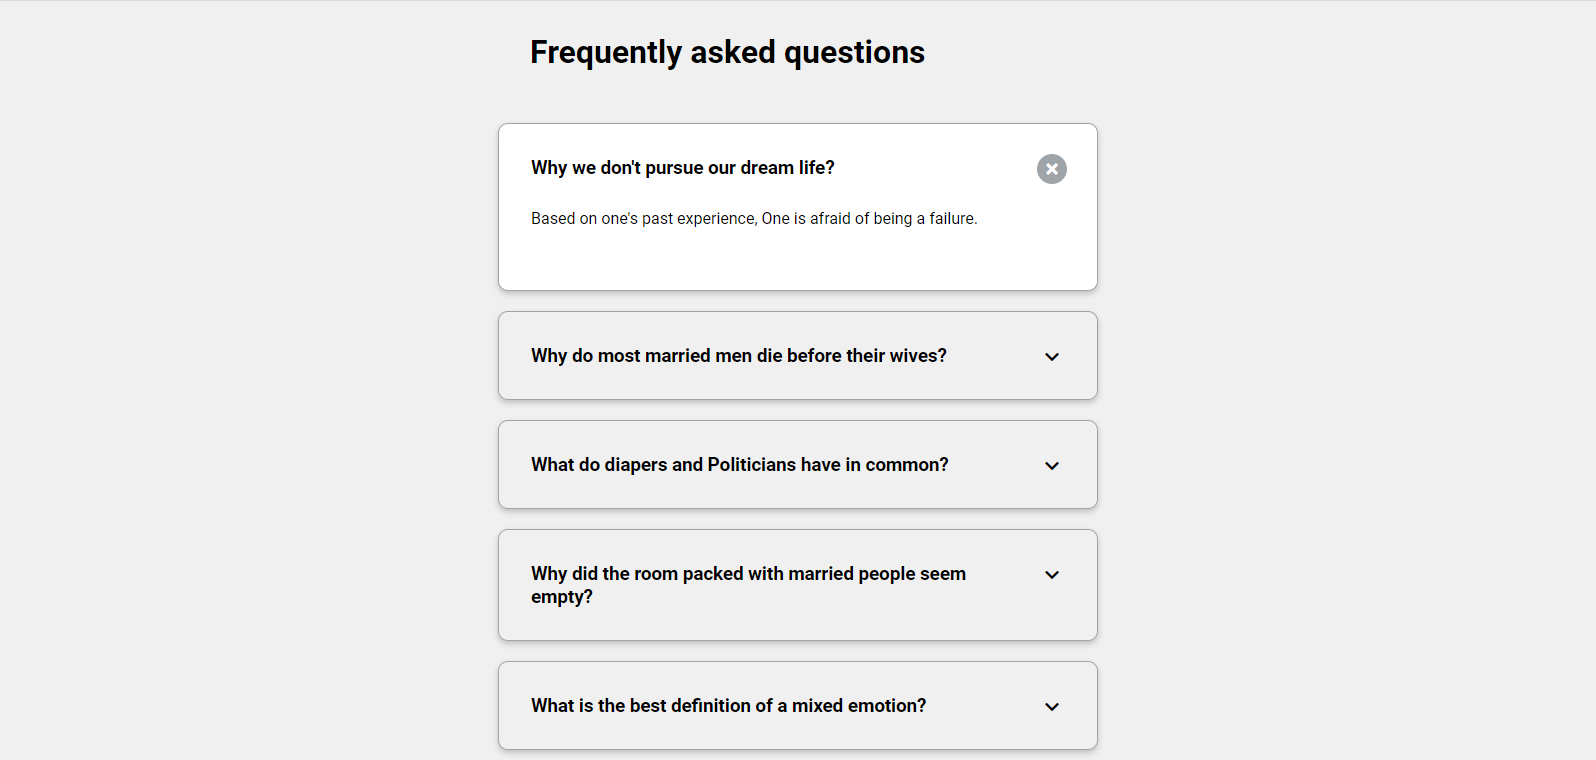 Frequently asked questions
Why we don't pursue our dream life?
Based on one's past experience, One is afraid of being a failure.
Why do most married men die before their wives?
What do diapers and Politicians have in common?
Why did the room packed with married people seem
empty?
What is the best definition of a mixed emotion?